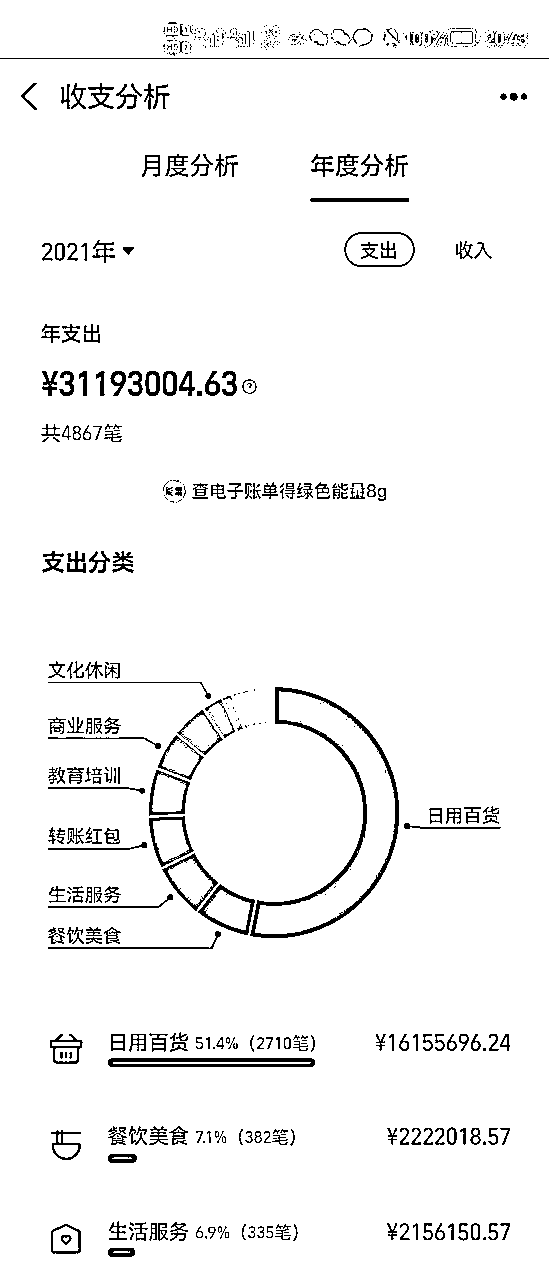 100% 20:48
收支分析
月度分析 年度分析
2021年 支出 收入
年支出
¥31193004.63
共4867笔
查电子账单得绿色能量8g
支出分类
文化休闲
商业服务
教育培训
转账红包
生活服务
餐饮美食
日用百货
日用百货 51.4%（2710笔） ¥16155696.24
餐饮美食 7.1%（382笔） ¥2222018.57
生活服务 6.9%（335笔） ¥2156150.57